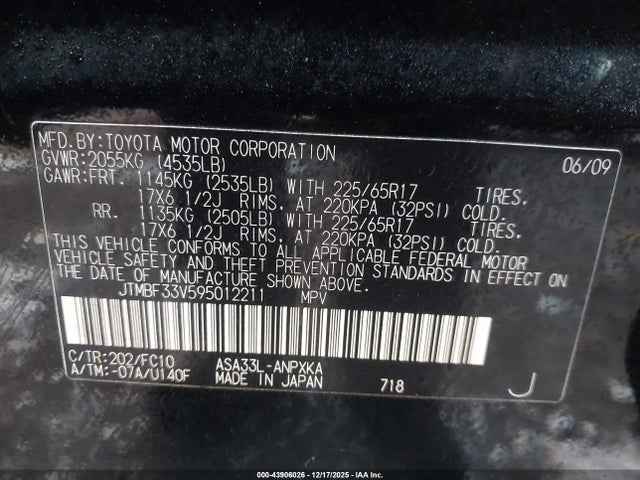 MFD.BY:TOYOTA MOTOR CORPORATION 06/09
GVWR:2055KG (4535LB)
GAWR:FRT. 1145KG (2535LB) WITH 225/65R17 TIRES.
17X6 1/2J RIMS, AT 220KPA (32PSI) COLD.
RR. 1135KG (2505LB) WITH 225/65R17 TIRES.
17X6 1/2J RIMS, AT 220KPA (32PSI) COLD.
THIS VEHICLE CONFORMS TO ALL APPLICABLE FEDERAL MOTOR
VEHICLE SAFETY AND THEFT PREVENTION STANDARDS IN EFFECT ON
THE DATE OF MANUFACTURE SHOWN ABOVE.
JTMBF33V595012211 MPV
C/TR:202/FC10 ASA33L-ANPXKA
A/TM:-07A/U140F MADE IN JAPAN 718 J
000-43906026 - 12/17/2025 - IAA Inc.